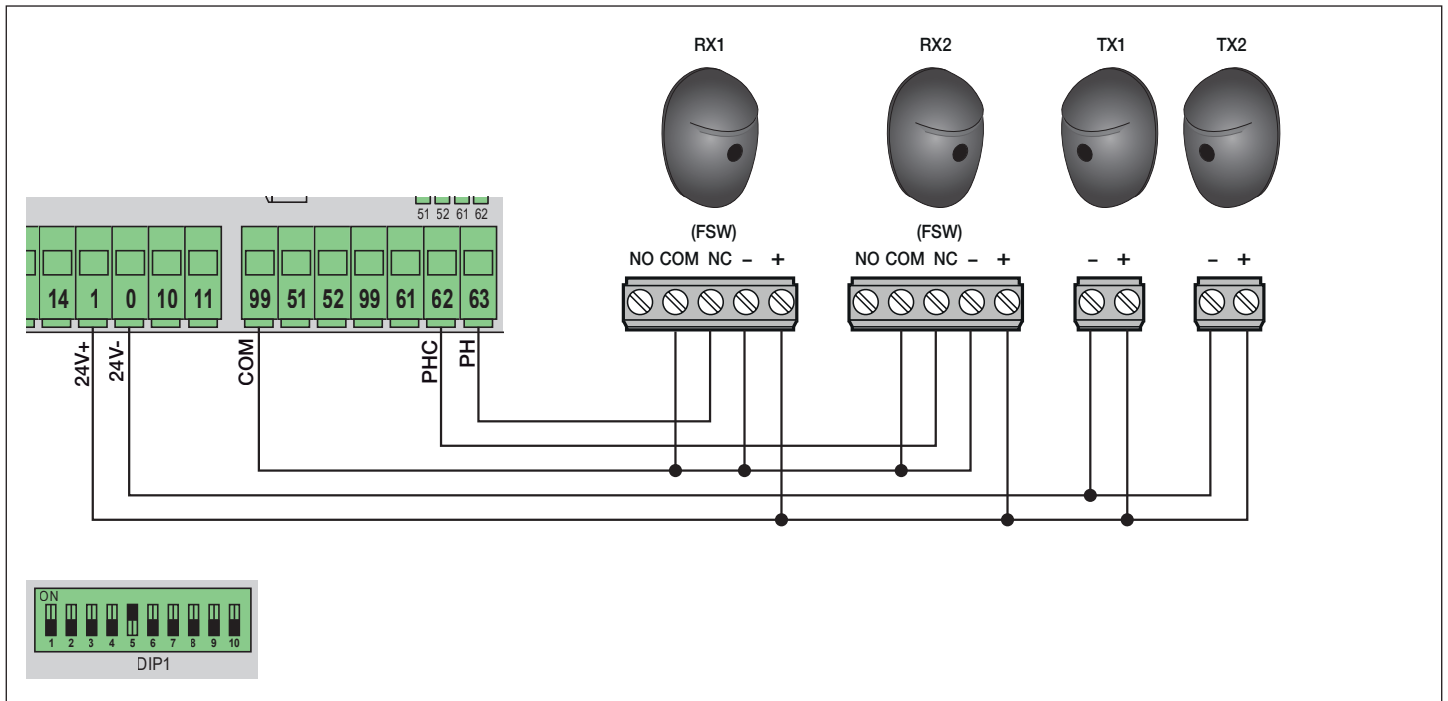 RX1 RX2 TX1 TX2
(FSW) (FSW)
NO COM NC - + NO COM NC - + - + - +
51 52 61 62
14 1 0 10 11 99 51 52 99 61 62 63
24V+ 24V- COM PHC PH
ON
1 2 3 4 5 6 7 8 9 10
DIP1